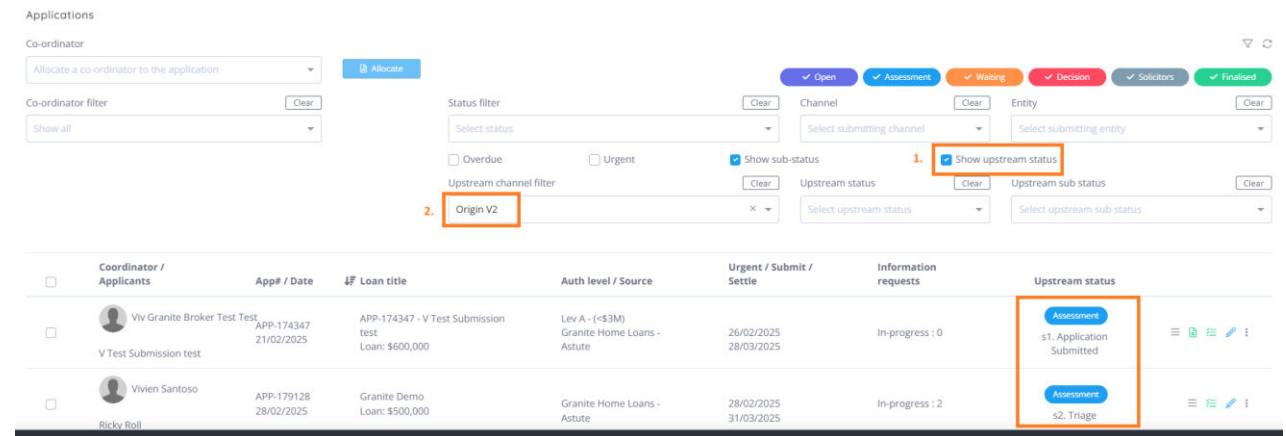 Applications
Co-ordinator
Allocate a co-ordinator to the application
Allocate
Open
Assessment
Waiting
Decision
Solicitors
Finalised
Co-ordinator filter
Clear
Status filter
Clear
Channel
Clear
Entity
Clear
Show all
Select status
Select submitting channel
Select submitting entity
Overdue
Urgent
Show sub-status
1.
Show upstream status
Upstream channel filter
Clear
Upstream status
Clear
Upstream sub status
Clear
2.
Origin V2
Select upstream status
Select upstream sub status
Coordinator /
Applicants
App# / Date
Loan title
Auth level / Source
Urgent / Submit /
Settle
Information
requests
Upstream status
Viv Granite Broker Test Test
V Test Submission test
APP-174347
21/02/2025
APP-174347 - V Test Submission
test
Loan: $600,000
Lev A - (<$3M)
Granite Home Loans -
Astute
26/02/2025
28/03/2025
In-progress : 0
Assessment
s1. Application
Submitted
Vivien Santoso
Ricky Roll
APP-179128
28/02/2025
Granite Demo
Loan: $500,000
Granite Home Loans -
Astute
28/02/2025
31/03/2025
In-progress : 2
Assessment
s2. Triage